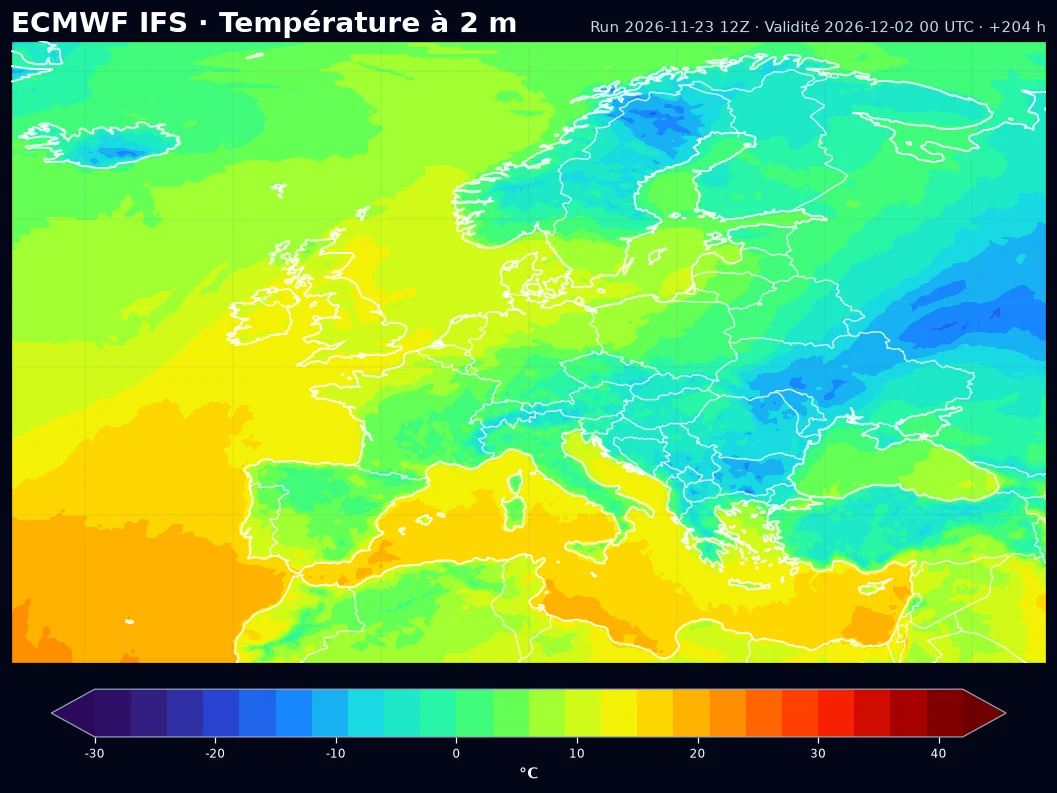 ECMWF IFS · Température à 2 m
Run 2026-11-23 12Z · Validité 2026-12-02 00 UTC · +204 h
-30 -20 -10 0 10 20 30 40
°C